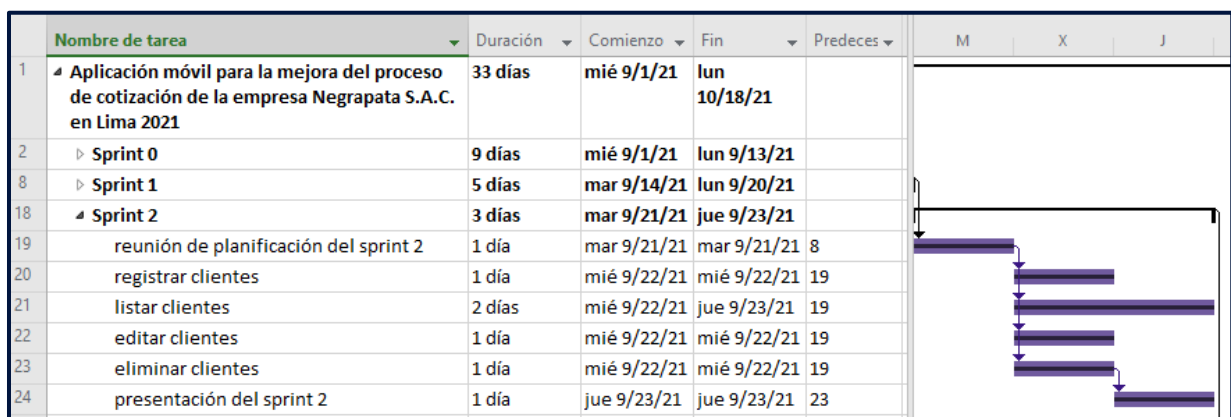 Nombre de tarea Duración Comienzo Fin Predeces M X J
1 Aplicación móvil para la mejora del proceso 33 días mié 9/1/21 lun
de cotización de la empresa Negrapata S.A.C. 10/18/21
en Lima 2021
2 Sprint 0 9 días mié 9/1/21 lun 9/13/21
8 Sprint 1 5 días mar 9/14/21 lun 9/20/21
18 Sprint 2 3 días mar 9/21/21 jue 9/23/21
19 reunión de planificación del sprint 2 1 día mar 9/21/21 mar 9/21/21 8
20 registrar clientes 1 día mié 9/22/21 mié 9/22/21 19
21 listar clientes 2 días mié 9/22/21 jue 9/23/21 19
22 editar clientes 1 día mié 9/22/21 mié 9/22/21 19
23 eliminar clientes 1 día mié 9/22/21 mié 9/22/21 19
24 presentación del sprint 2 1 día jue 9/23/21 jue 9/23/21 23